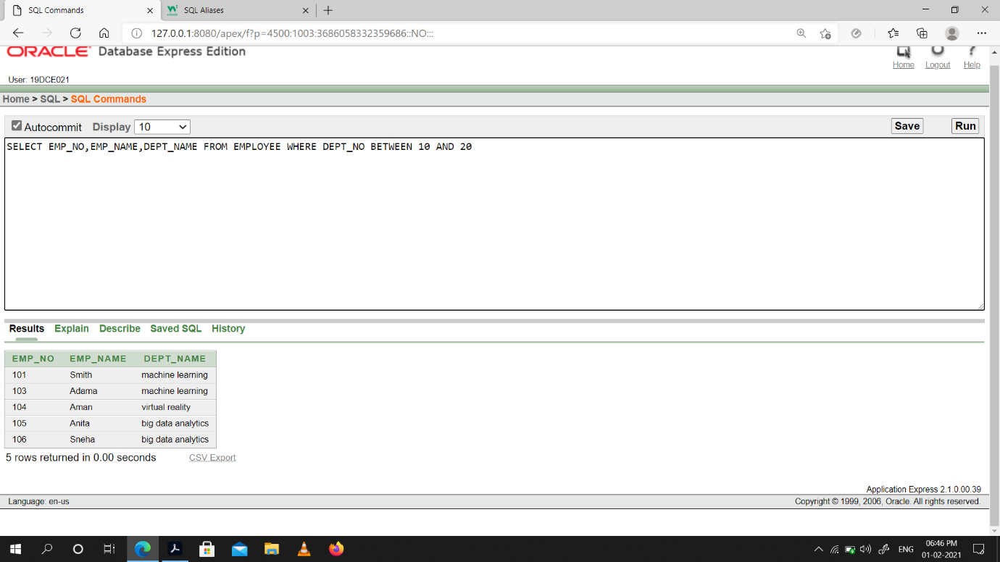 SQL Commands
SQL Aliases
127.0.0.1:8080/apex/f?p=4500:1003:3686058332359686::NO:::
ORACLE Database Express Edition
Home Logout Help
User: 19DCE021
Home > SQL > SQL Commands
Autocommit Display 10 Save Run
SELECT EMP_NO,EMP_NAME,DEPT_NAME FROM EMPLOYEE WHERE DEPT_NO BETWEEN 10 AND 20
Results Explain Describe Saved SQL History
EMP_NO EMP_NAME DEPT_NAME
101 Smith machine learning
103 Adama machine learning
104 Aman virtual reality
105 Anita big data analytics
106 Sneha big data analytics
5 rows returned in 0.00 seconds CSV Export
Application Express 2.1.0.00.39
Language: en-us Copyright © 1999, 2006, Oracle. All rights reserved.
ENG
06:46 PM
01-02-2021